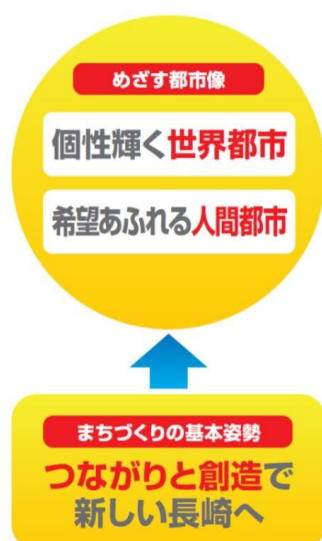 めざす都市像
個性輝く世界都市
希望あふれる人間都市
まちづくりの基本姿勢
つながりと創造で
新しい長崎へ